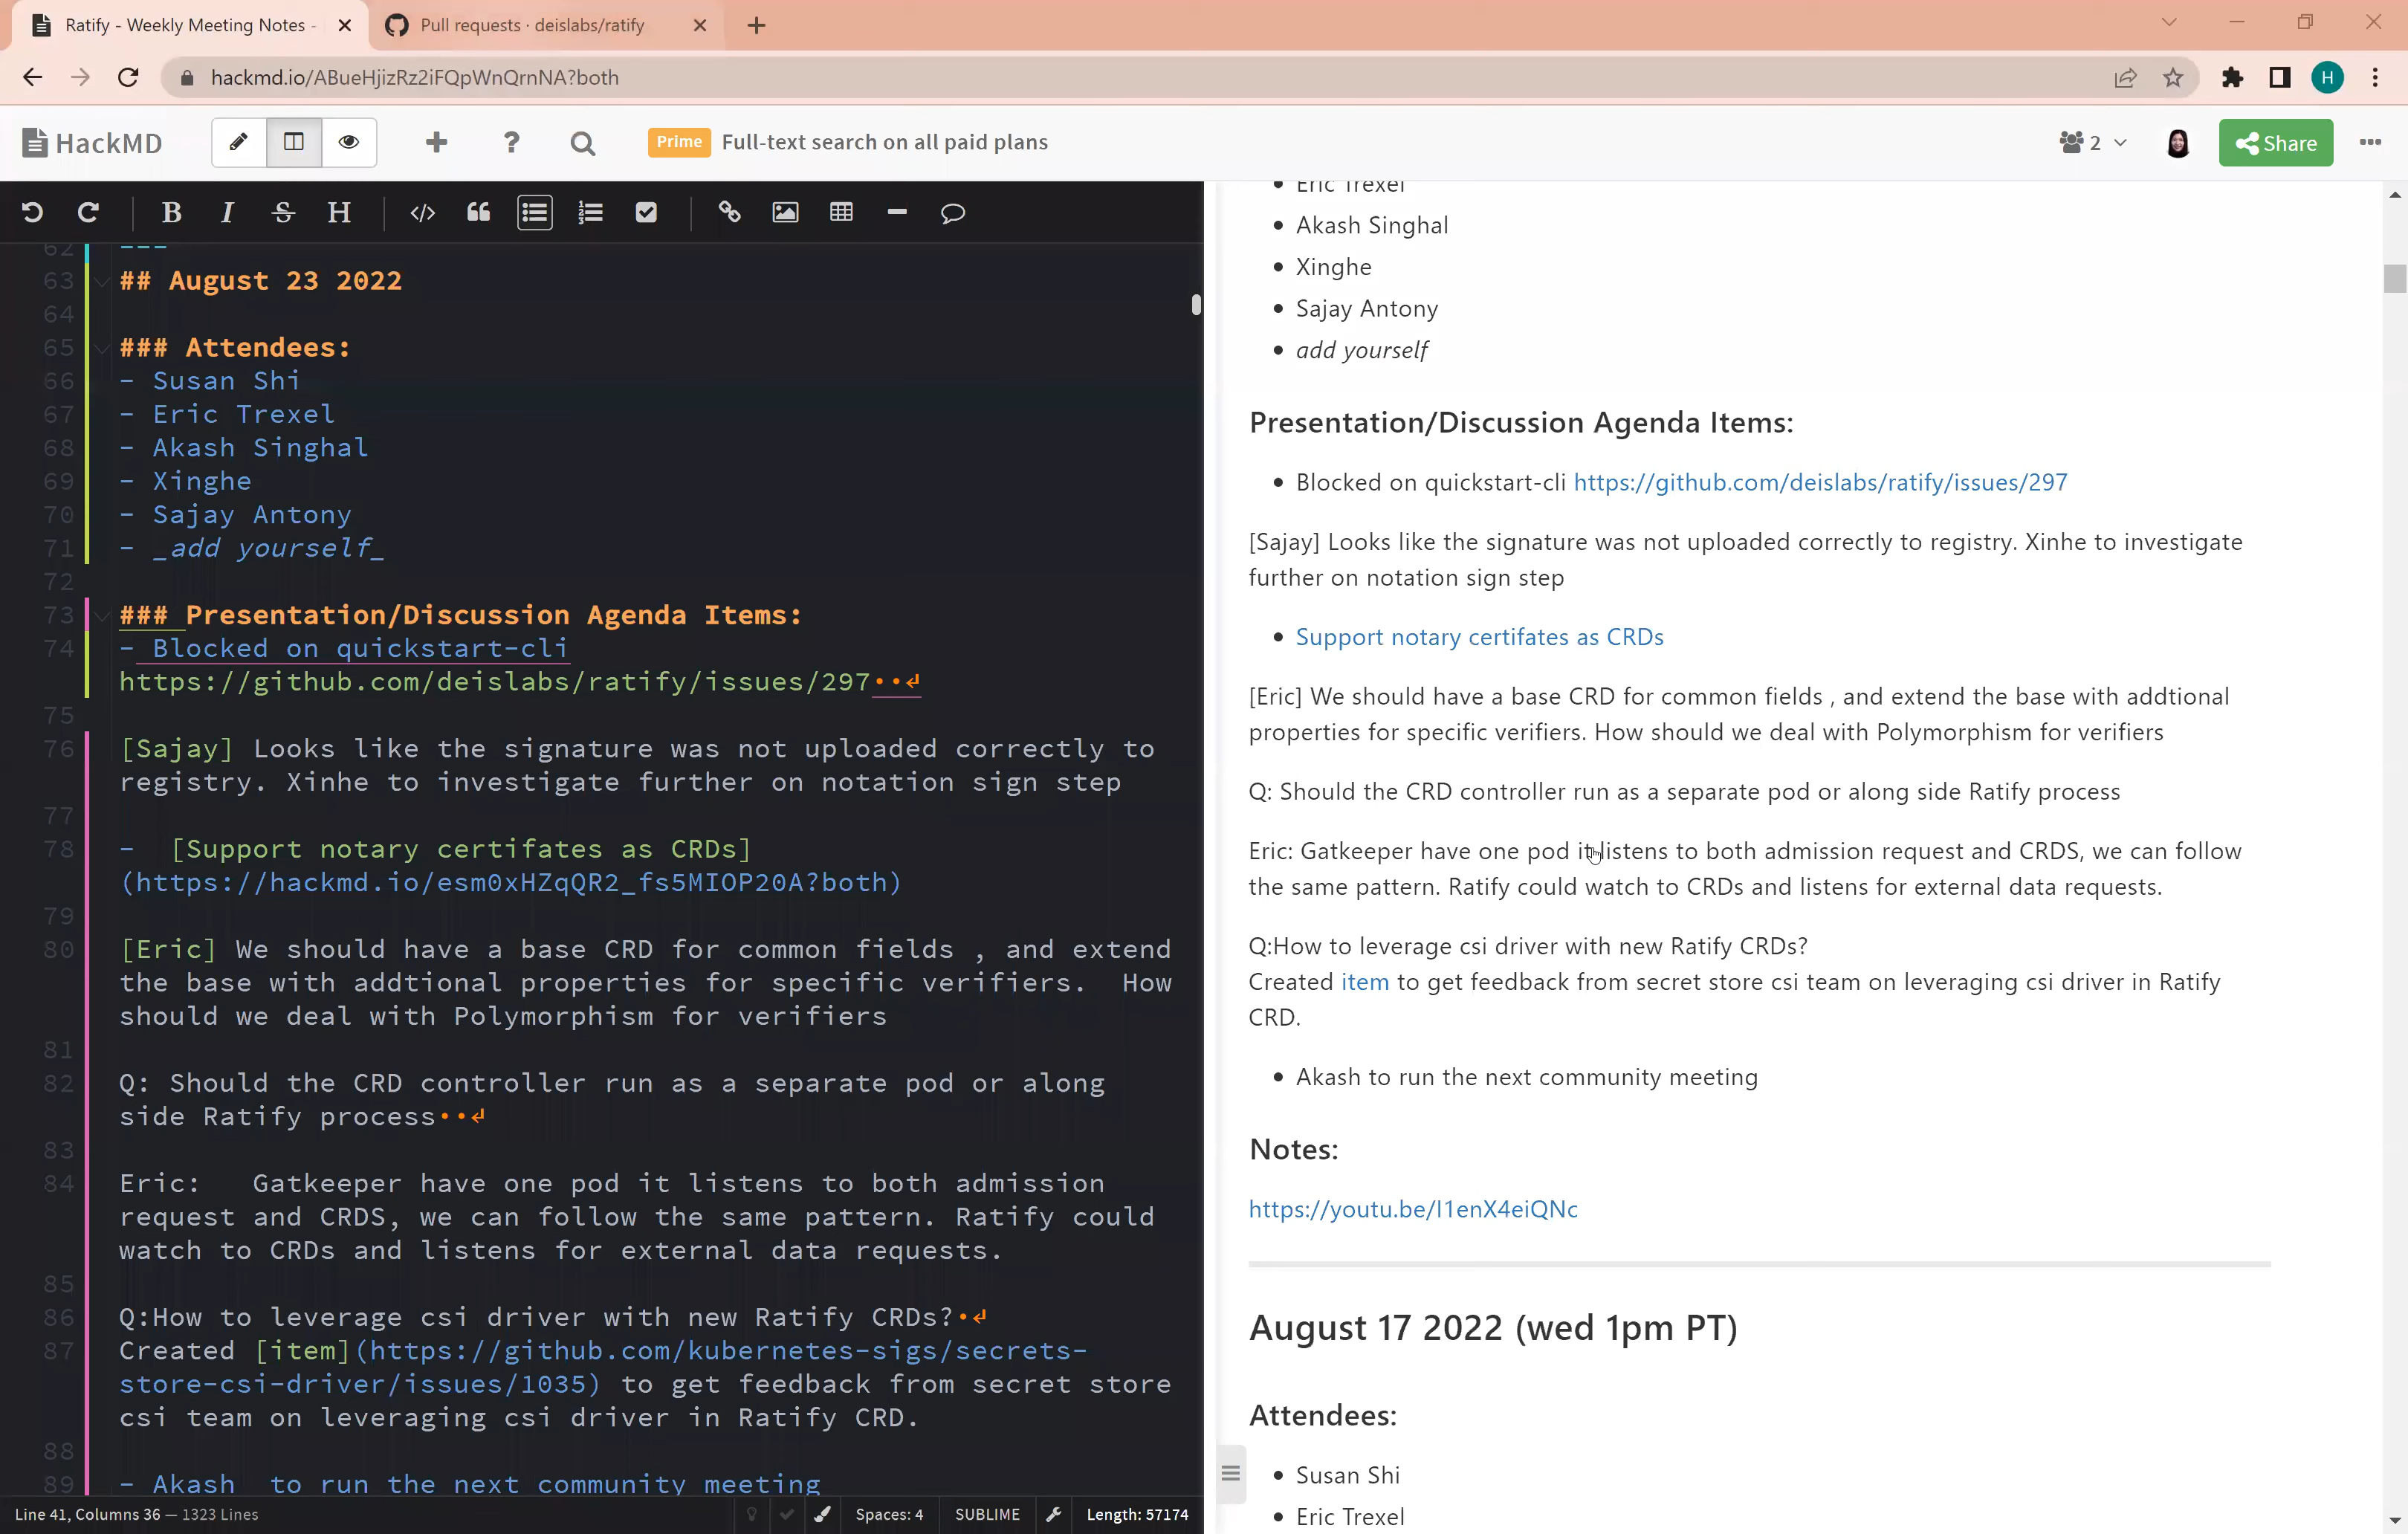 Ratify - Weekly Meeting Notes -
Pull requests · deislabs/ratify
hackmd.io/ABueHjizRz2iFQpWnQrnNA?both
H
HackMD
Prime Full-text search on all paid plans
2
Share
62 ---
63 ## August 23 2022
64
65 ### Attendees:
66 - Susan Shi
67 - Eric Trexel
68 - Akash Singhal
69 - Xinghe
70 - Sajay Antony
71 - _add yourself_
72
73 ### Presentation/Discussion Agenda Items:
74 - Blocked on quickstart-cli
https://github.com/deislabs/ratify/issues/297
75
76 [Sajay] Looks like the signature was not uploaded correctly to
registry. Xinhe to investigate further on notation sign step
77
78 -  [Support notary certifates as CRDs]
(https://hackmd.io/esm0xHZqQR2_fs5MIOP20A?both)
79
80 [Eric] We should have a base CRD for common fields , and extend
the base with addtional properties for specific verifiers.  How
should we deal with Polymorphism for verifiers
81
82 Q: Should the CRD controller run as a separate pod or along
side Ratify process
83
84 Eric:   Gatkeeper have one pod it listens to both admission
request and CRDS, we can follow the same pattern. Ratify could
watch to CRDs and listens for external data requests.
85
86 Q:How to leverage csi driver with new Ratify CRDs?
87 Created [item](https://github.com/kubernetes-sigs/secrets-
store-csi-driver/issues/1035) to get feedback from secret store
csi team on leveraging csi driver in Ratify CRD.
88
89 - Akash  to run the next community meeting
Line 41, Columns 36 — 1323 Lines
Spaces: 4
SUBLIME
Length: 57174
• Eric Trexel
• Akash Singhal
• Xinghe
• Sajay Antony
• add yourself
Presentation/Discussion Agenda Items:
• Blocked on quickstart-cli https://github.com/deislabs/ratify/issues/297
[Sajay] Looks like the signature was not uploaded correctly to registry. Xinhe to investigate
further on notation sign step
• Support notary certifates as CRDs
[Eric] We should have a base CRD for common fields , and extend the base with addtional
properties for specific verifiers. How should we deal with Polymorphism for verifiers
Q: Should the CRD controller run as a separate pod or along side Ratify process
Eric: Gatkeeper have one pod it listens to both admission request and CRDS, we can follow
the same pattern. Ratify could watch to CRDs and listens for external data requests.
Q:How to leverage csi driver with new Ratify CRDs?
Created item to get feedback from secret store csi team on leveraging csi driver in Ratify
CRD.
• Akash to run the next community meeting
Notes:
https://youtu.be/I1enX4eiQNc
August 17 2022 (wed 1pm PT)
Attendees:
• Susan Shi
• Eric Trexel